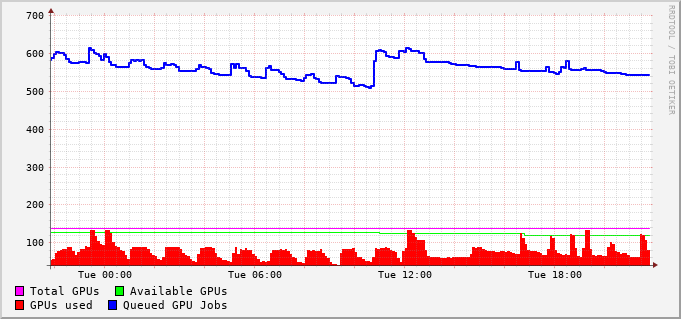 700
600
500
400
300
200
100
Tue 00:00 Tue 06:00 Tue 12:00 Tue 18:00
Total GPUs Available GPUs
GPUs used Queued GPU Jobs
RRDTOOL / TOBI OETIKER